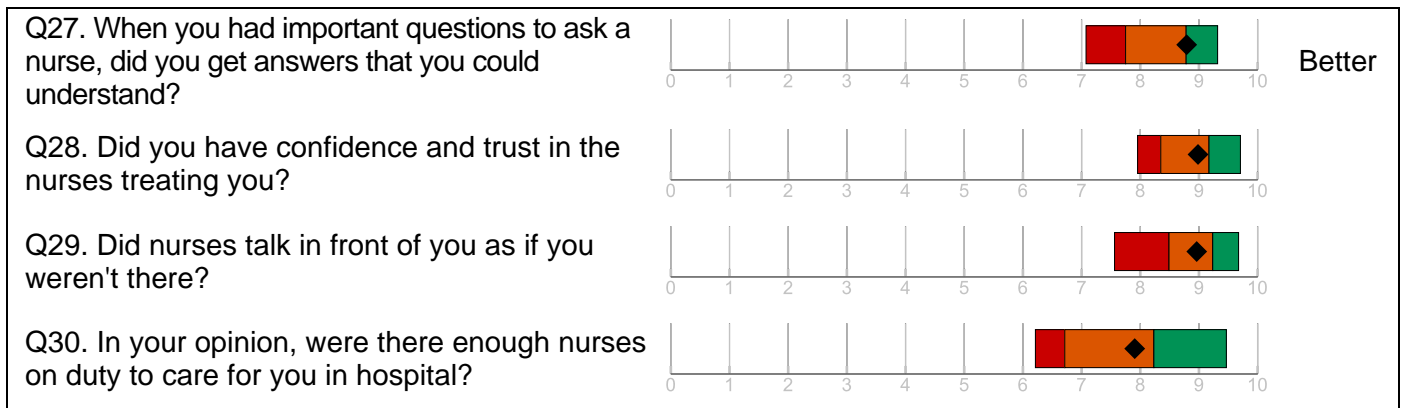 Q27. When you had important questions to ask a
nurse, did you get answers that you could
understand?
0 1 2 3 4 5 6 7 8 9 10
Better
Q28. Did you have confidence and trust in the
nurses treating you?
0 1 2 3 4 5 6 7 8 9 10
Q29. Did nurses talk in front of you as if you
weren't there?
0 1 2 3 4 5 6 7 8 9 10
Q30. In your opinion, were there enough nurses
on duty to care for you in hospital?
0 1 2 3 4 5 6 7 8 9 10